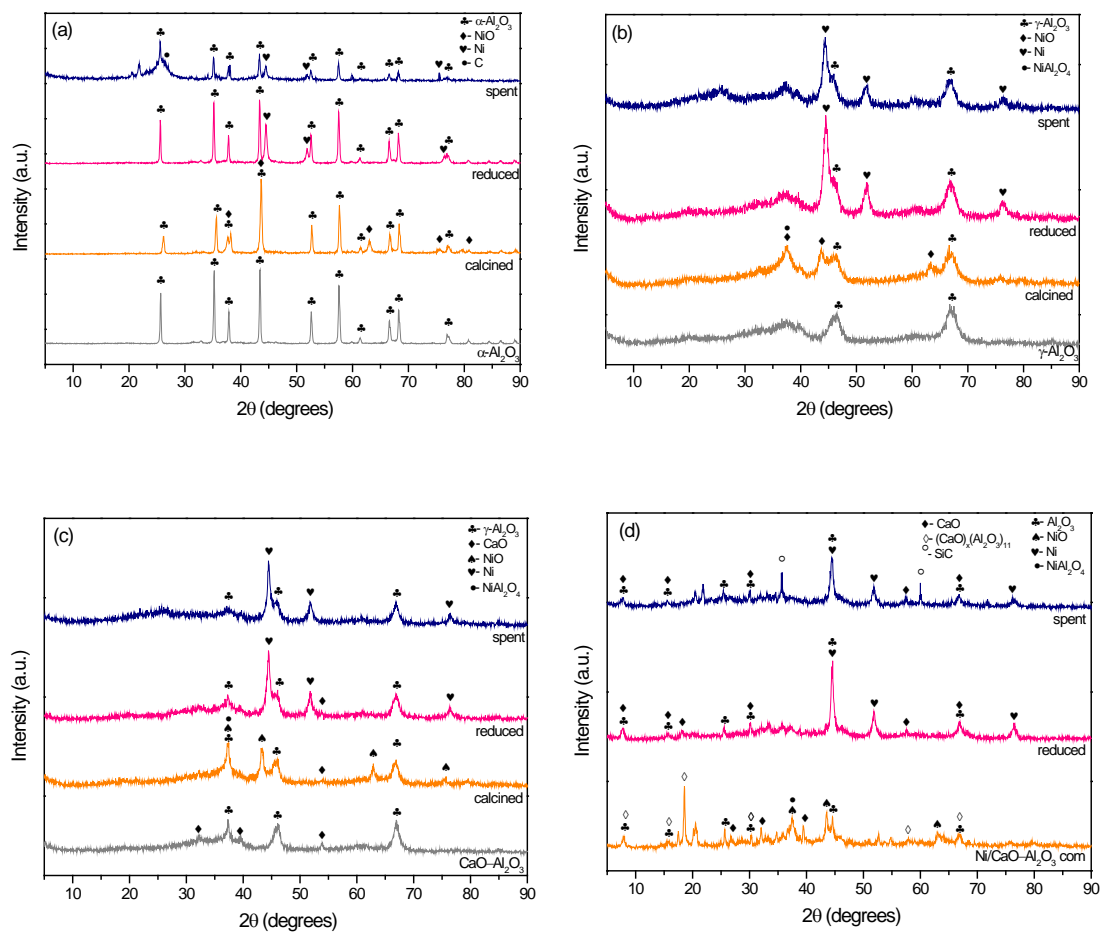 (a)
♣- α-Al₂O₃
♦- NiO
♥- Ni
●- C
spent
reduced
calcined
α-Al₂O₃
Intensity (a.u.)
10 20 30 40 50 60 70 80 90
2θ (degrees)
(b)
♣- γ-Al₂O₃
♦- NiO
♥- Ni
●- NiAl₂O₄
spent
reduced
calcined
γ-Al₂O₃
Intensity (a.u.)
10 20 30 40 50 60 70 80 90
2θ (degrees)
(c)
♣- γ-Al₂O₃
♦- CaO
♠- NiO
♥- Ni
●- NiAl₂O₄
spent
reduced
calcined
CaO–Al₂O₃
Intensity (a.u.)
10 20 30 40 50 60 70 80 90
2θ (degrees)
(d)
♦- CaO
◊- (CaO)ₓ(Al₂O₃)₁₁
○- SiC
♣- Al₂O₃
♠- NiO
♥- Ni
●- NiAl₂O₄
spent
reduced
Ni/CaO–Al₂O₃ com
Intensity (a.u.)
10 20 30 40 50 60 70 80 90
2θ (degrees)